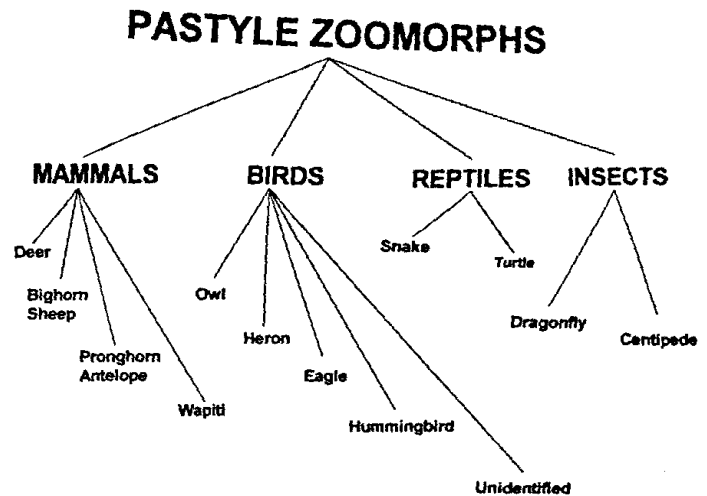 PASTYLE ZOOMORPHS
MAMMALS
BIRDS
REPTILES
INSECTS
Deer
Bighorn
Sheep
Pronghorn
Antelope
Wapiti
Owl
Heron
Eagle
Hummingbird
Unidentified
Snake
Turtle
Dragonfly
Centipede